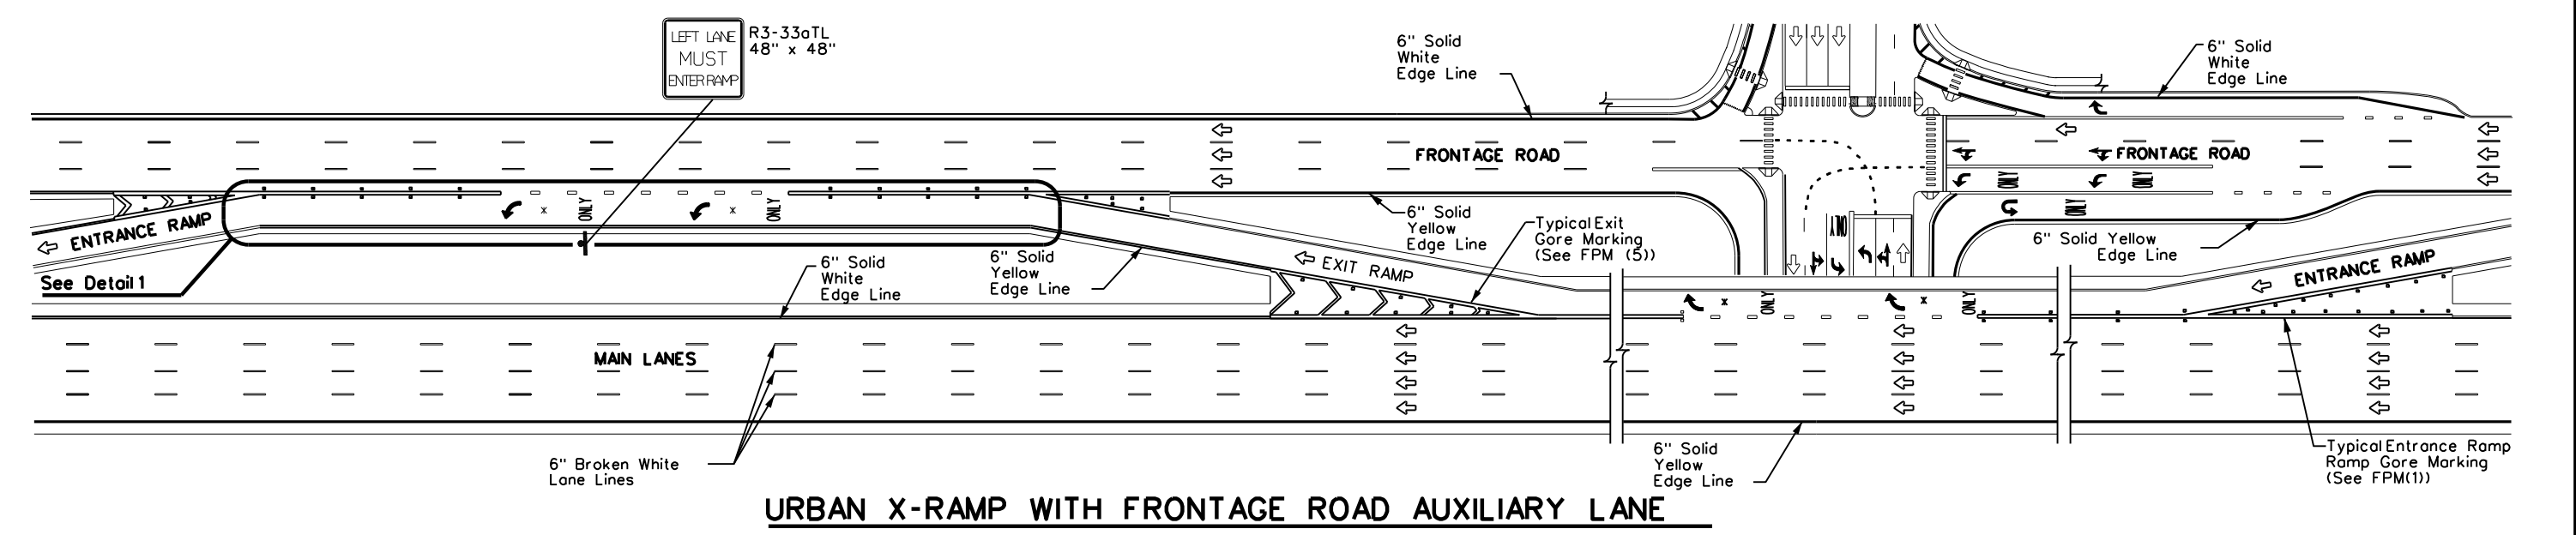 LEFT LANE
MUST
ENTER RAMP
R3-33aTL
48" x 48"
6" Solid
White
Edge Line
6" Solid
White
Edge Line
FRONTAGE ROAD
FRONTAGE ROAD
ONLY
ONLY
ONLY
ONLY
ONLY
ENTRANCE RAMP
See Detail 1
6" Solid
White
Edge Line
6" Solid
Yellow
Edge Line
6" Solid
Yellow
Edge Line
Typical Exit
Gore Marking
(See FPM (5))
EXIT RAMP
ONLY
6" Solid Yellow
Edge Line
ENTRANCE RAMP
ONLY
ONLY
MAIN LANES
6" Broken White
Lane Lines
6" Solid
Yellow
Edge Line
Typical Entrance Ramp
Ramp Gore Marking
(See FPM(1))
URBAN X-RAMP WITH FRONTAGE ROAD AUXILIARY LANE